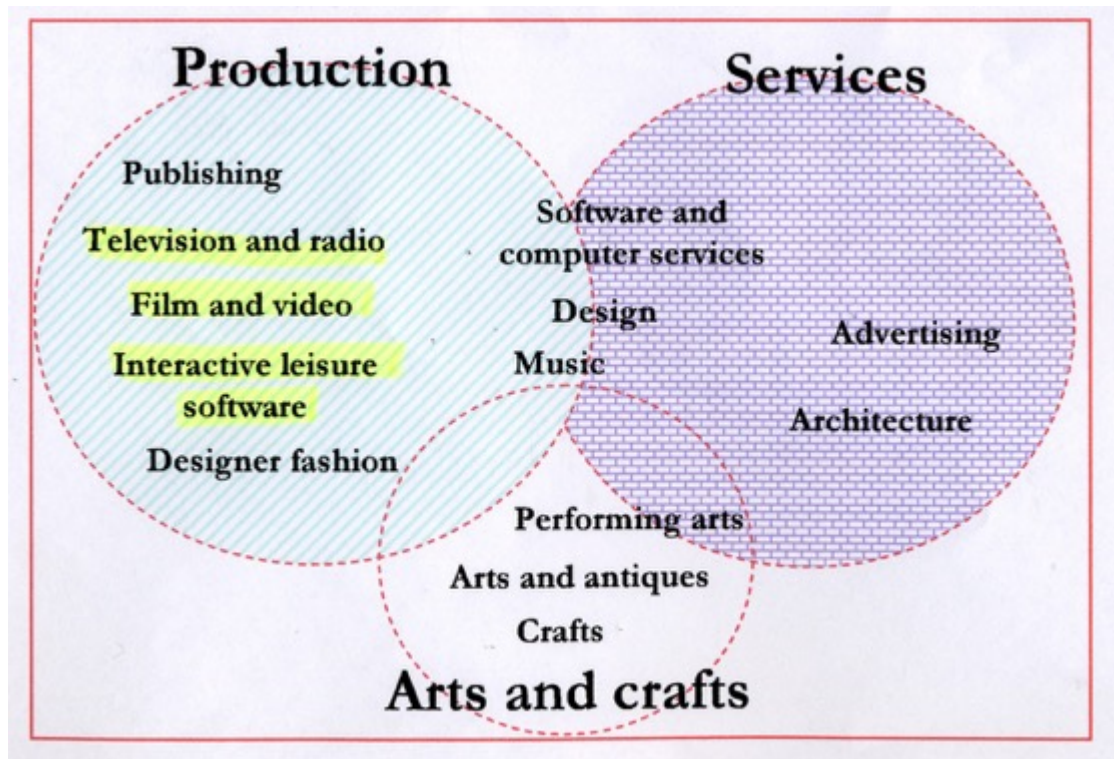 Production
Services
Publishing
Television and radio
Film and video
Interactive leisure
software
Designer fashion
Software and
computer services
Design
Music
Advertising
Architecture
Performing arts
Arts and antiques
Crafts
Arts and crafts